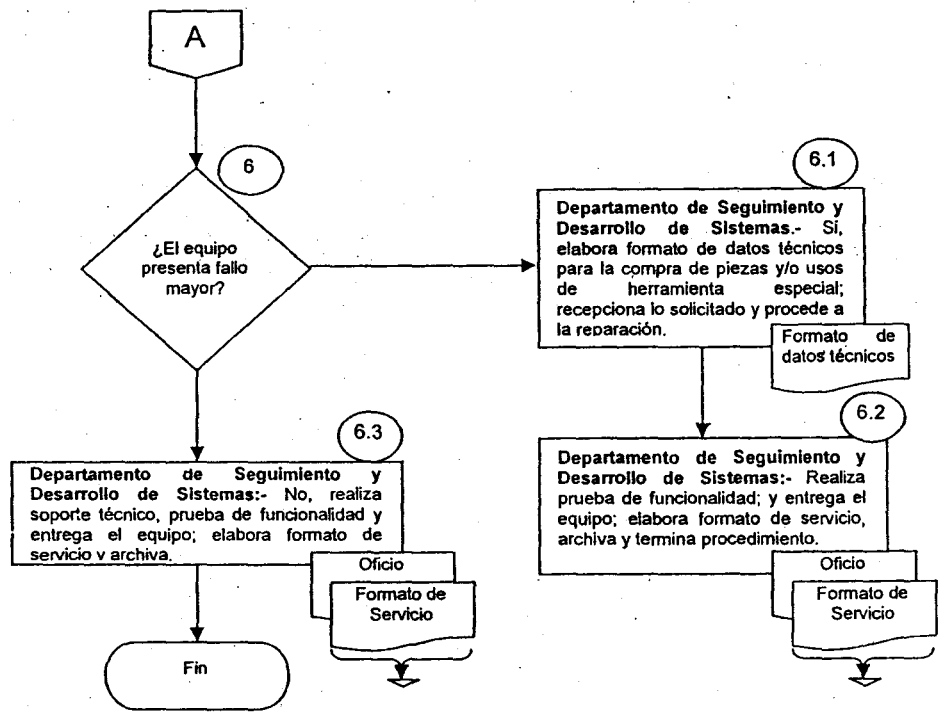 A
6
¿El equipo
presenta fallo
mayor?
6.1
Departamento de Seguimiento y
Desarrollo de Sistemas.- Sí,
elabora formato de datos técnicos
para la compra de piezas y/o usos
de herramienta especial;
recepciona lo solicitado y procede a
la reparación.
Formato de
datos técnicos
6.2
Departamento de Seguimiento y
Desarrollo de Sistemas:- Realiza
prueba de funcionalidad; y entrega el
equipo; elabora formato de servicio,
archiva y termina procedimiento.
Oficio
Formato de
Servicio
6.3
Departamento de Seguimiento y
Desarrollo de Sistemas:- No, realiza
soporte técnico, prueba de funcionalidad y
entrega el equipo; elabora formato de
servicio y archiva.
Oficio
Formato de
Servicio
Fin